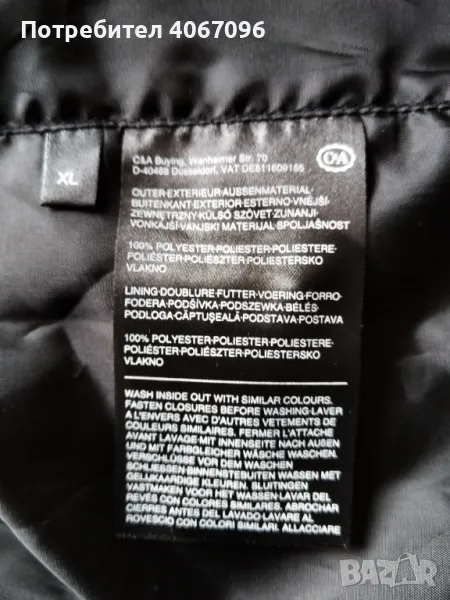 Потребител 4067096
XL
C&A
C&A Buying, Wanheimer Str. 70
D-40468 Düsseldorf, VAT DE811609155
OUTER·EXTERIEUR·AUSSENMATERIAL·
BUITENKANT·EXTERIOR·ESTERNO·VNEJŠÍ·
ZEWNĘTRZNY·KÜLSŐ SZÖVET·ZUNANJI·
VONKAJŠÍ·VANJSKI MATERIJAL·SPOLJAŠNOST
100% POLYESTER·POLIESTER·POLIESTERE·
POLIÉSTER·POLIÉSZTER·POLIESTERSKO
VLAKNO
LINING·DOUBLURE·FUTTER·VOERING·FORRO·
FODERA·PODŠÍVKA·PODSZEWKA·BÉLÉS·
PODLOGA·CĂPTUŞEALĂ·PODSTAVA·POSTAVA
100% POLYESTER·POLIESTER·POLIESTERE·
POLIÉSTER·POLIÉSZTER·POLIESTERSKO
VLAKNO
WASH INSIDE OUT WITH SIMILAR COLOURS.
FASTEN CLOSURES BEFORE WASHING·LAVER
A L'ENVERS AVEC D'AUTRES VETEMENTS DE
COULEURS SIMILAIRES. FERMER L'ATTACHE
AVANT LAVAGE·MIT INNENSEITE NACH AUßEN
UND MIT FARBGLEICHER WÄSCHE WASCHEN.
VERSCHLÜSSE VOR DEM WASCHEN
SCHLIESSEN·BINNENSTEBUITEN WASSEN MET
GELIJKAARDIGE KLEUREN. SLUITINGEN
VASTMAKEN VOOR HET WASSEN·LAVAR DEL
REVÉS CON COLORES SIMILARES. ABROCHAR
CIERRES ANTES DEL LAVADO·LAVARE AL
ROVESCIO CON COLORI SIMILARI. ALLACCIARE
BAZAR